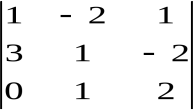 | 1 - 2 1 |
| 3 1 - 2 |
| 0 1 2 |